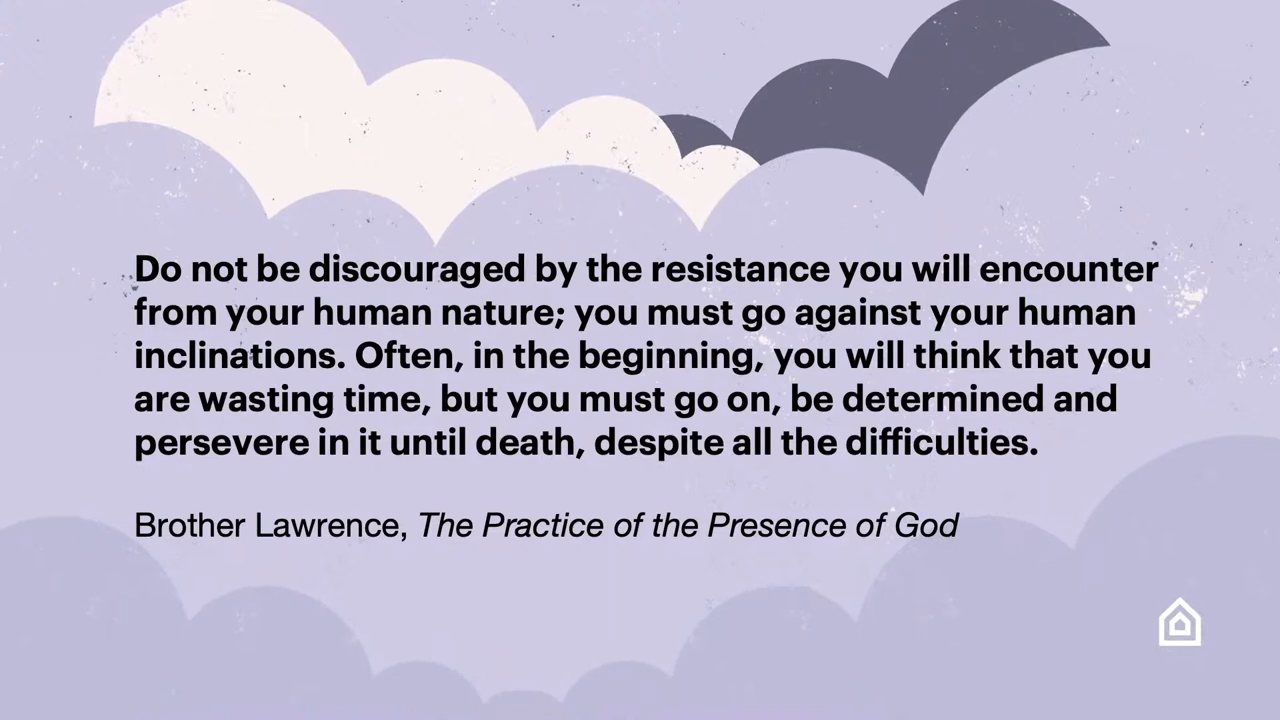 Do not be discouraged by the resistance you will encounter
from your human nature; you must go against your human
inclinations. Often, in the beginning, you will think that you
are wasting time, but you must go on, be determined and
persevere in it until death, despite all the difficulties.
Brother Lawrence, The Practice of the Presence of God